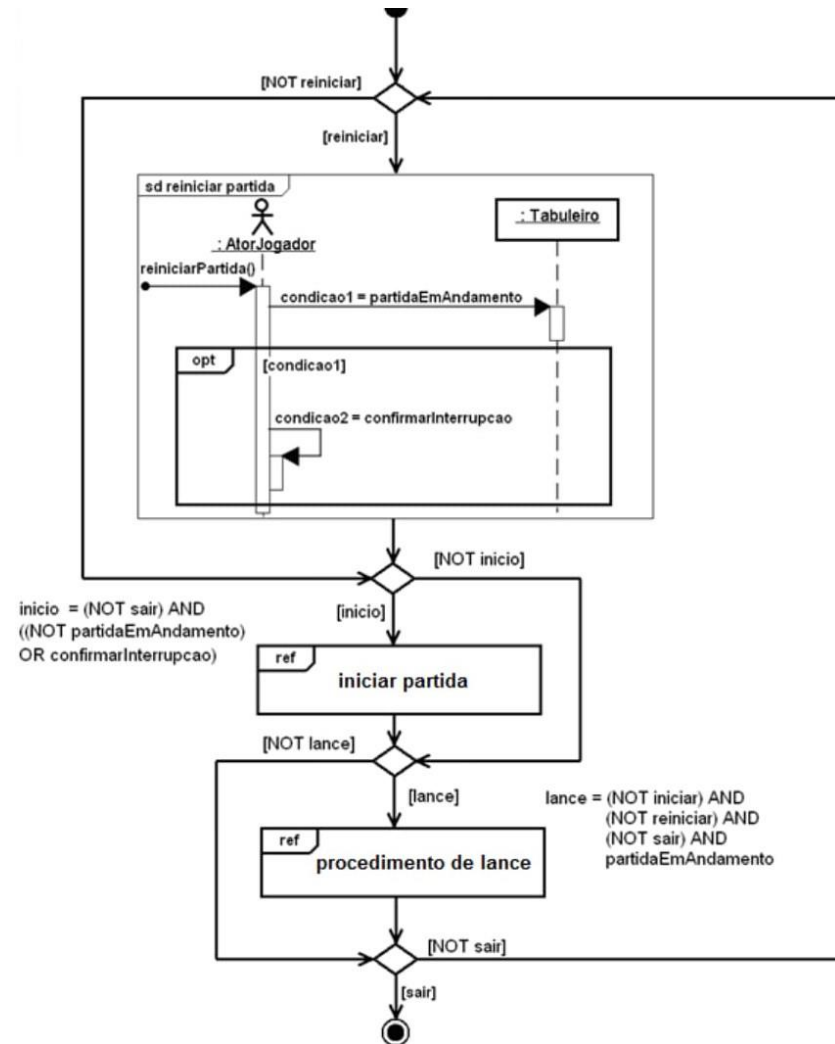 [NOT reiniciar]
[reiniciar]
sd reiniciar partida
: AtorJogador
: Tabuleiro
reiniciarPartida()
condicao1 = partidaEmAndamento
opt
[condicao1]
condicao2 = confirmarInterrupcao
[NOT inicio]
inicio = (NOT sair) AND
((NOT partidaEmAndamento)
OR confirmarInterrupcao)
[inicio]
ref
iniciar partida
[NOT lance]
[lance]
lance = (NOT iniciar) AND
(NOT reiniciar) AND
(NOT sair) AND
partidaEmAndamento
ref
procedimento de lance
[NOT sair]
[sair]